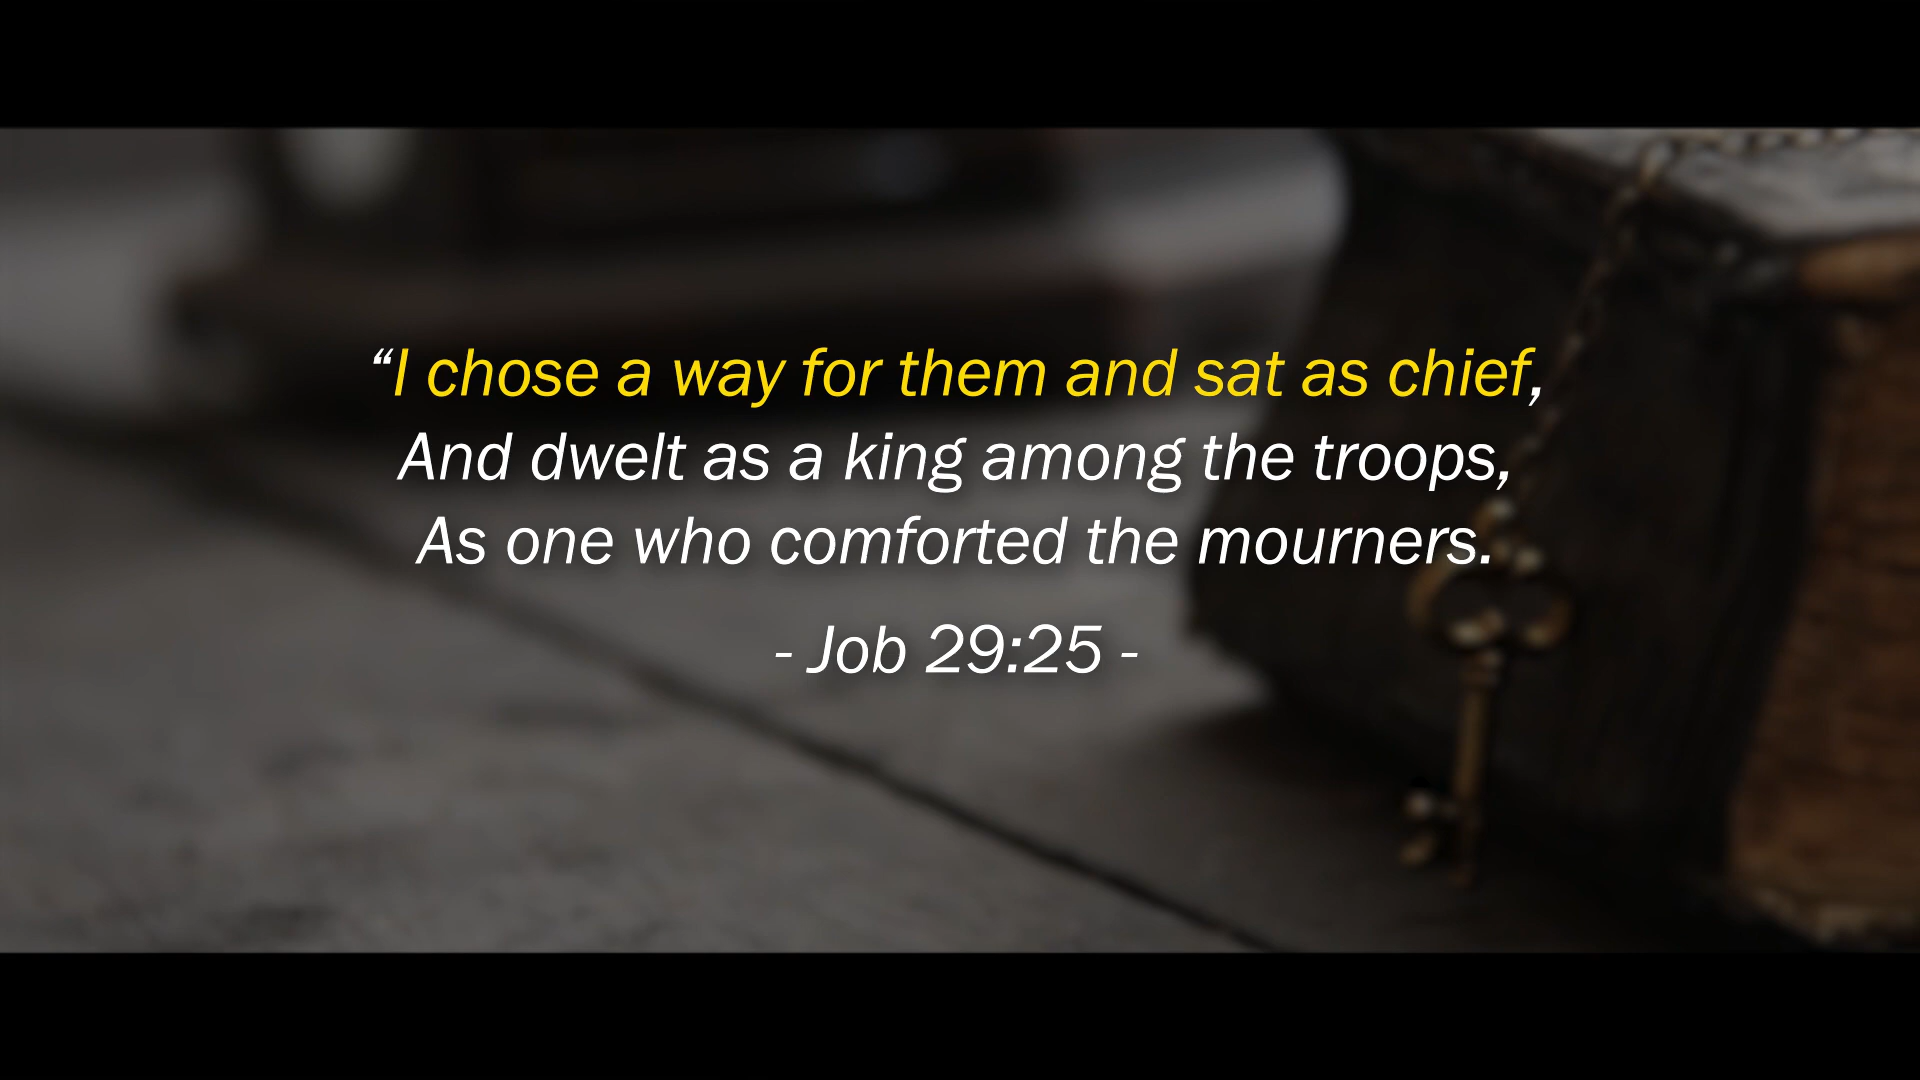 “I chose a way for them and sat as chief,
And dwelt as a king among the troops,
As one who comforted the mourners.
- Job 29:25 -